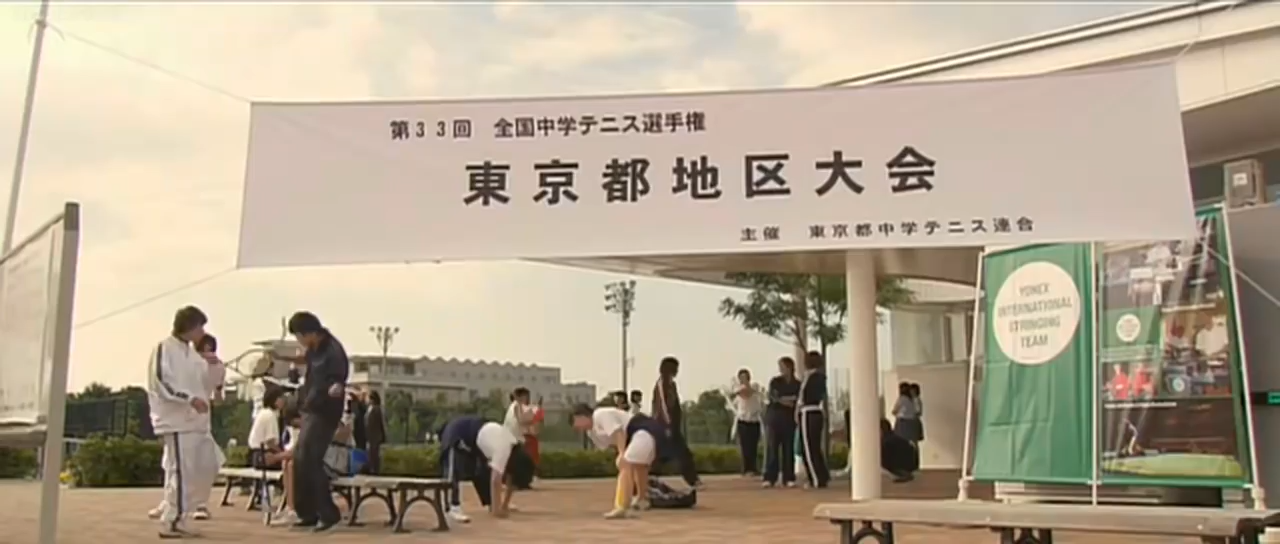 第33回 全国中学テニス選手権
東京都地区大会
主催 東京都中学テニス連合
YONEX
INTERNATIONAL
STRINGING
TEAM